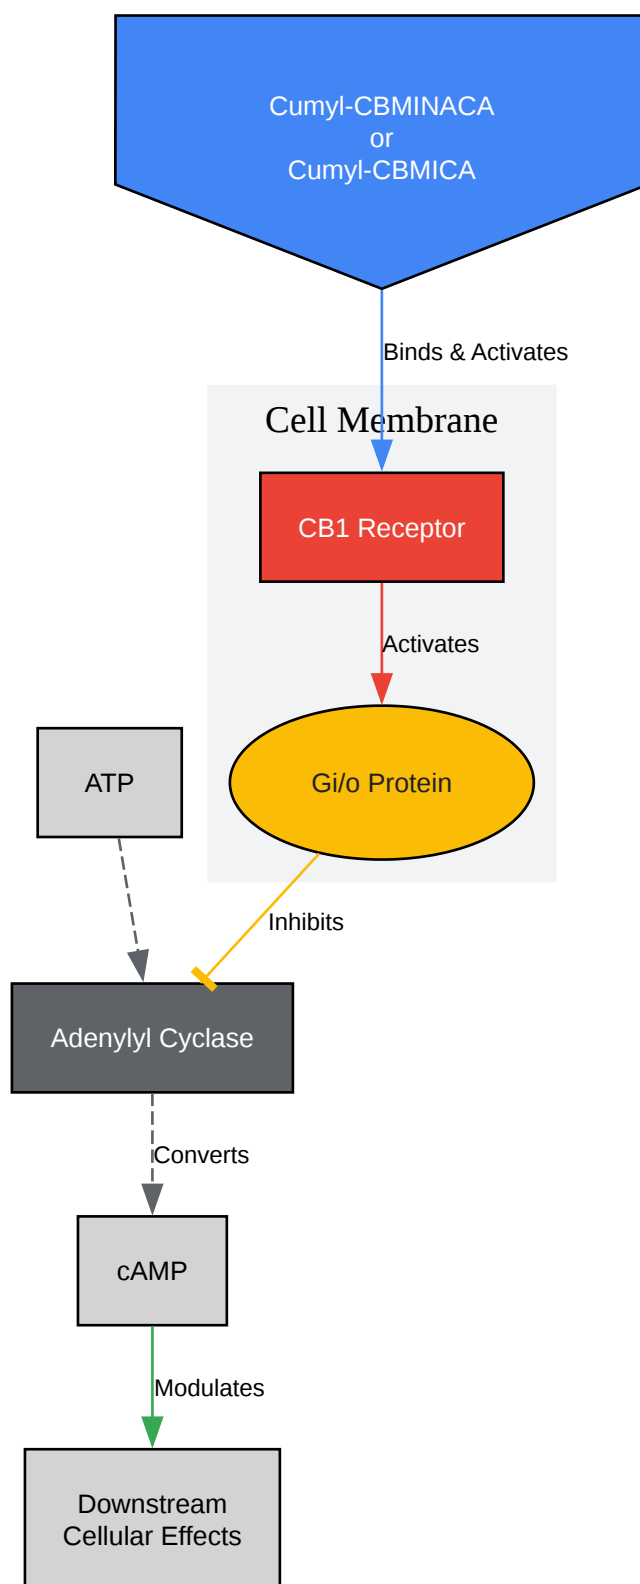 Cumyl-CBMINACA
or
Cumyl-CBMICA
Binds & Activates
Cell Membrane
CB1 Receptor
Activates
ATP
Gi/o Protein
Inhibits
Adenylyl Cyclase
Converts
cAMP
Modulates
Downstream
Cellular Effects